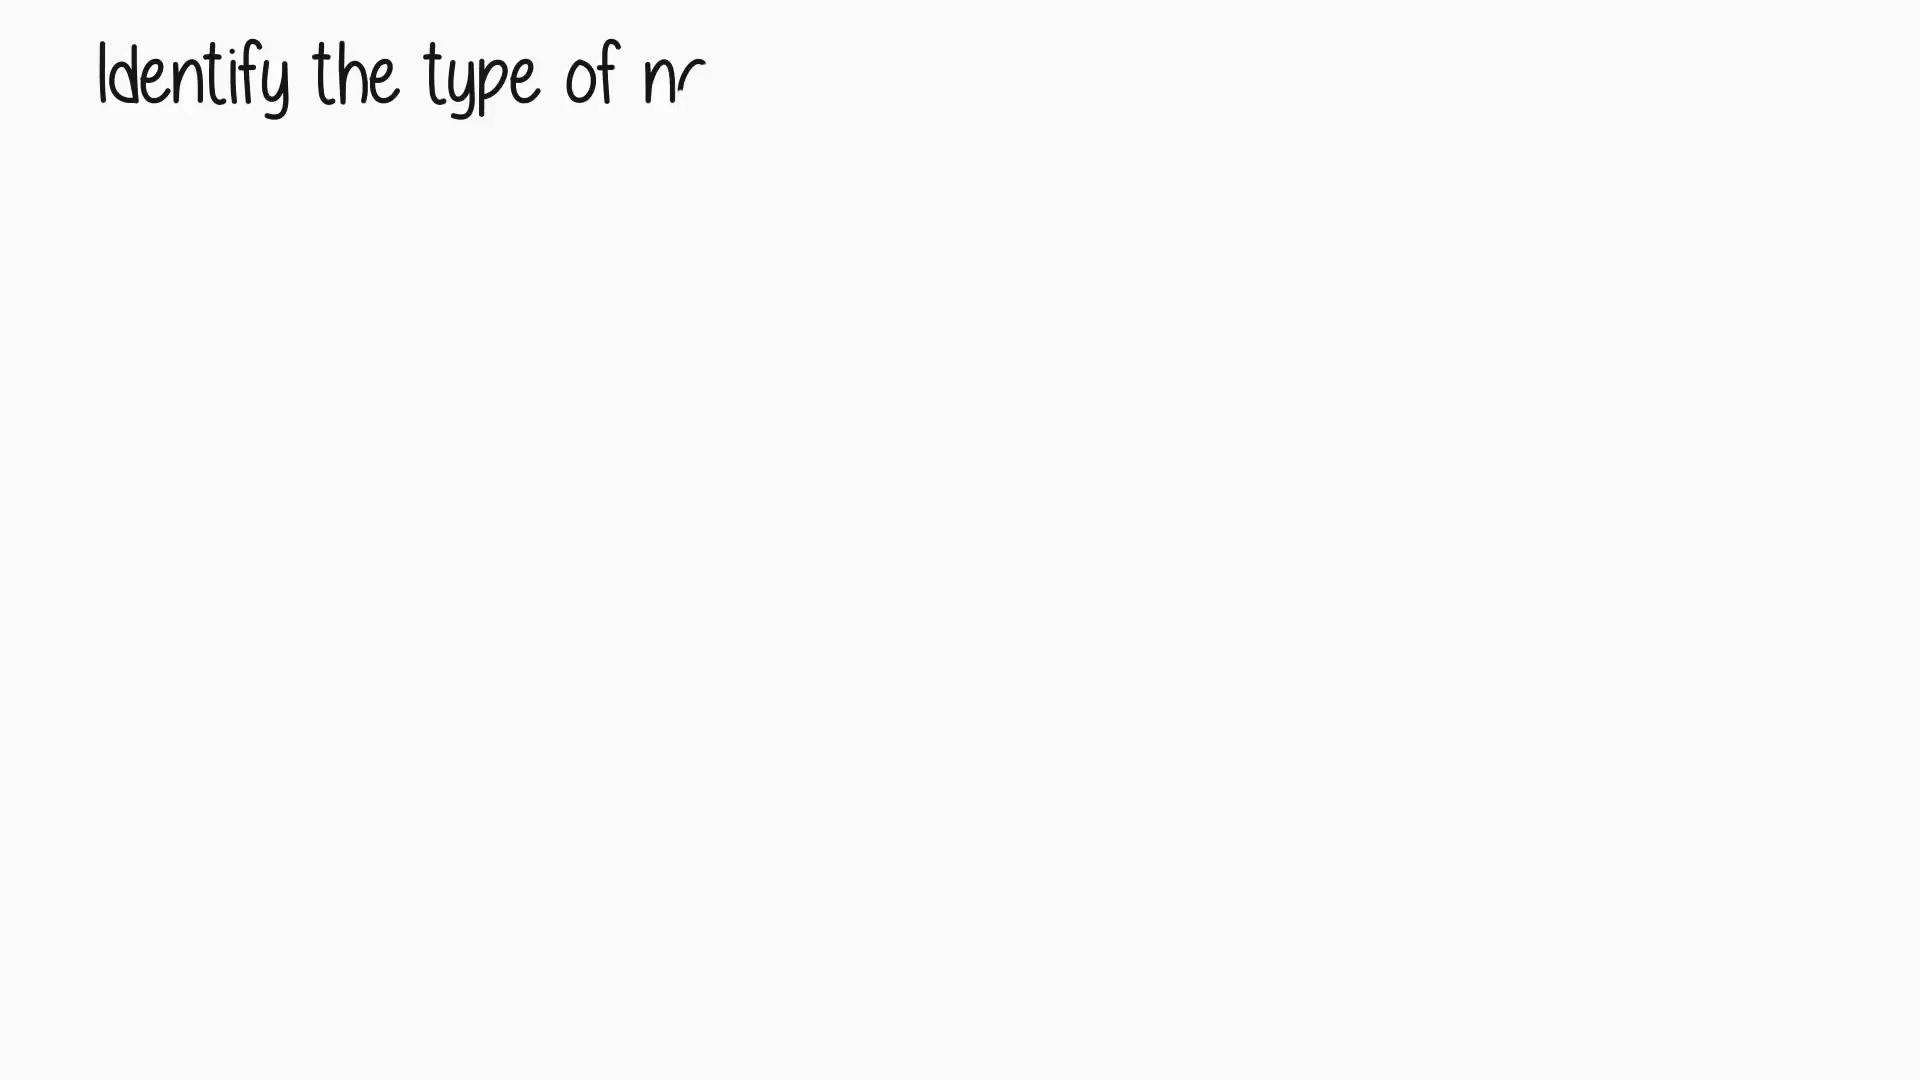 Identify the type of n